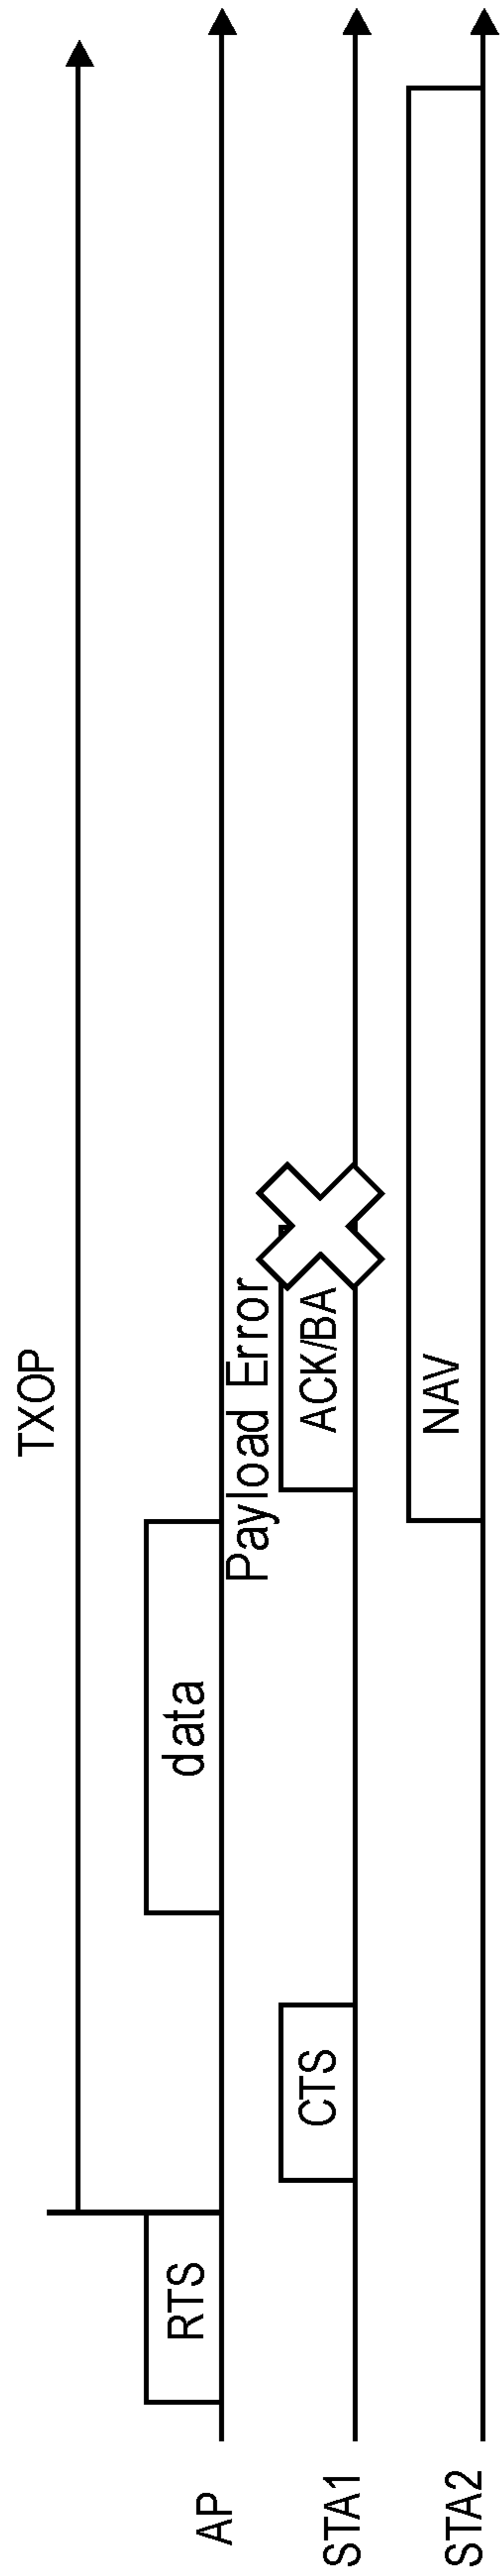 TXOP
AP
RTS
data
Payload Error
STA1
CTS
ACK/BA
STA2
NAV